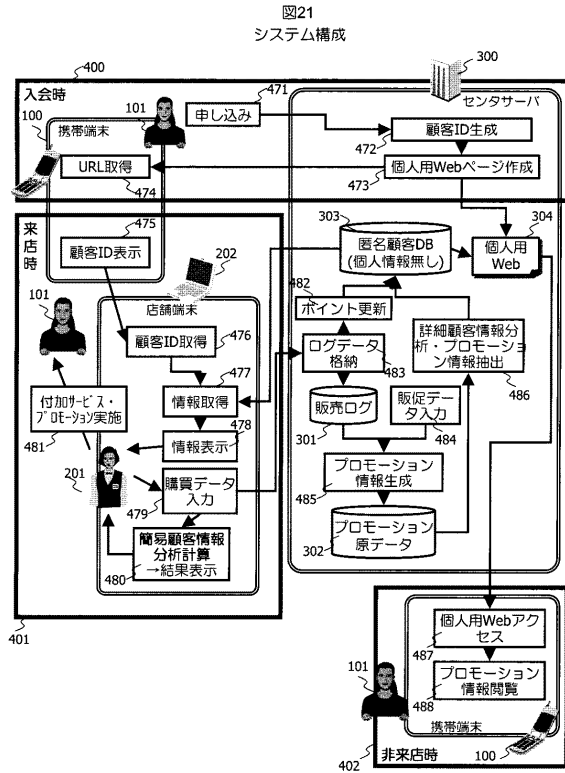 図21
システム構成
300
400
入会時
471
センタサーバ
100
101
携帯端末
申し込み
顧客ID生成
472
URL取得
474
個人用Webページ作成
473
来店時
475
顧客ID表示
303
匿名顧客DB
(個人情報無し)
304
個人用
Web
202
店舗端末
101
482
ポイント更新
顧客ID取得
476
ログデータ
格納
483
詳細顧客情報分
析・プロモーショ
ン情報抽出
486
477
情報取得
付加サービス・
プロモーション実施
481
販売ログ
301
販促デー
タ入力
484
情報表示
478
201
購買データ
入力
479
プロモーション
情報生成
485
簡易顧客情報
分析計算
→結果表示
480
プロモーション
原データ
302
401
個人用Webアク
セス
487
101
プロモーション
情報閲覧
488
携帯端末
100
402
非来店時